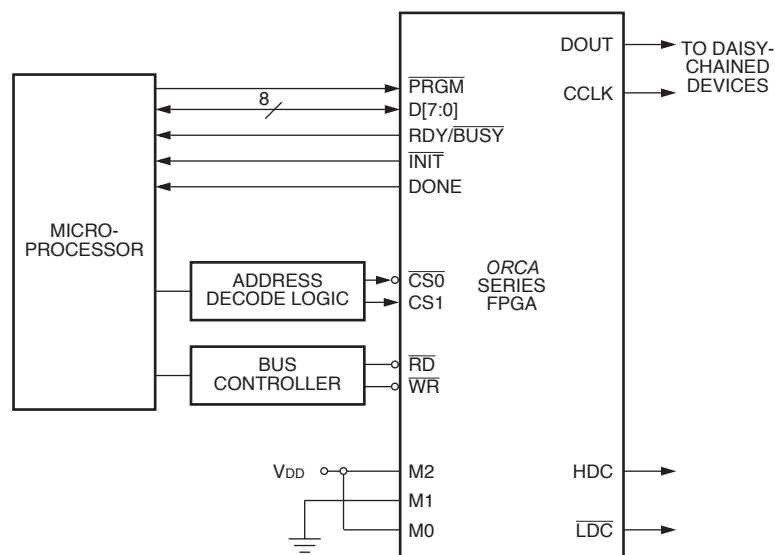 MICRO-
PROCESSOR
8
ADDRESS
DECODE LOGIC
BUS
CONTROLLER
VDD
PRGM
D[7:0]
RDY/BUSY
INIT
DONE
CS0
CS1
RD
WR
M2
M1
M0
ORCA
SERIES
FPGA
DOUT
CCLK
HDC
LDC
TO DAISY-
CHAINED
DEVICES